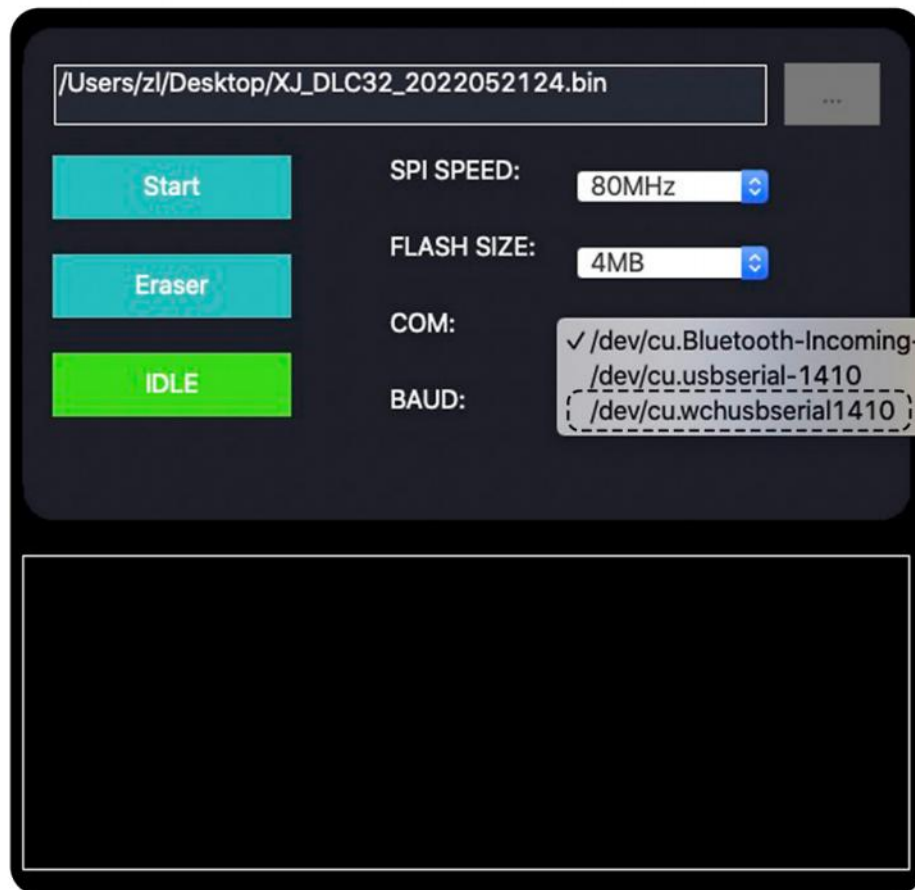 /Users/zl/Desktop/XJ_DLC32_2022052124.bin
...
Start
SPI SPEED:
80MHz
Eraser
FLASH SIZE:
4MB
IDLE
COM:
✓ /dev/cu.Bluetooth-Incoming-
/dev/cu.usbserial-1410
BAUD:
/dev/cu.wchusbserial1410